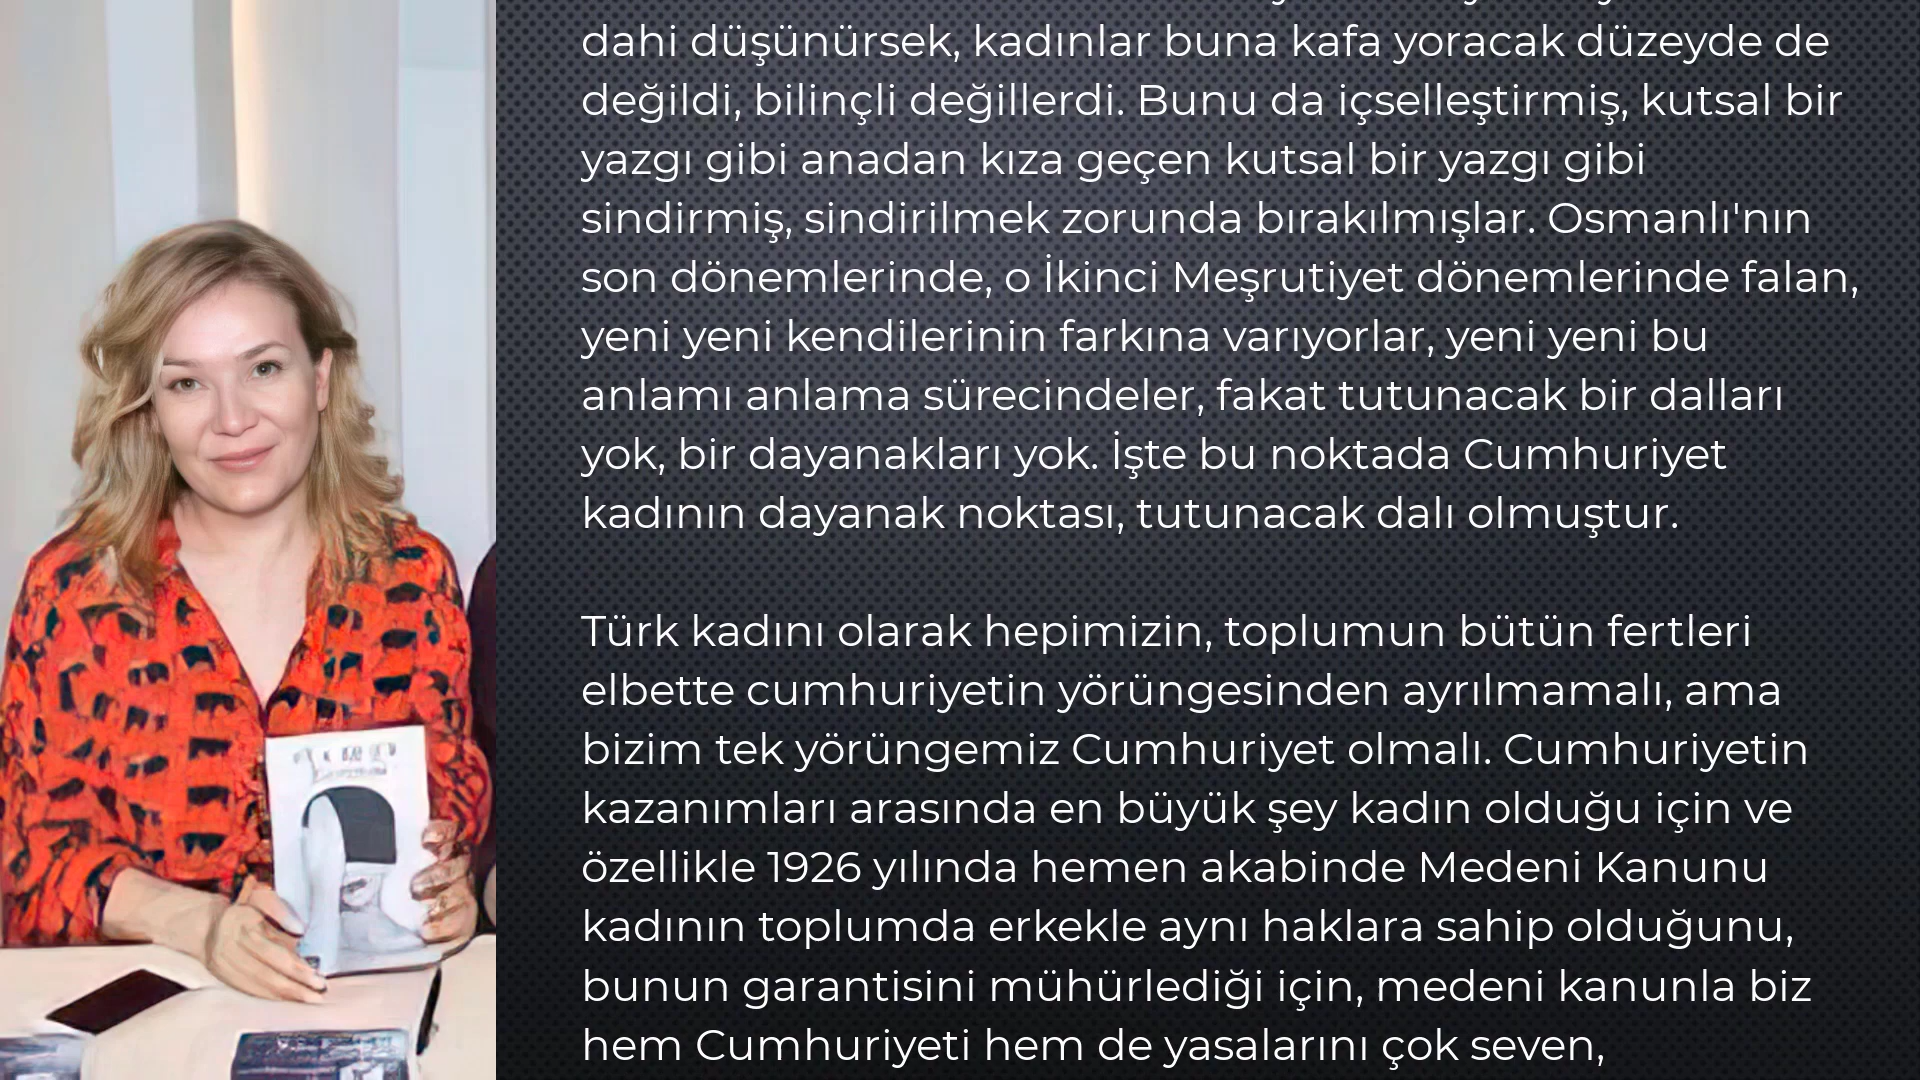 dahi düşünürsek, kadınlar buna kafa yoracak düzeyde de
değildi, bilinçli değillerdi. Bunu da içselleştirmiş, kutsal bir
yazgı gibi anadan kıza geçen kutsal bir yazgı gibi
sindirmiş, sindirilmek zorunda bırakılmışlar. Osmanlı'nın
son dönemlerinde, o İkinci Meşrutiyet dönemlerinde falan,
yeni yeni kendilerinin farkına varıyorlar, yeni yeni bu
anlamı anlama sürecindeler, fakat tutunacak bir dalları
yok, bir dayanakları yok. İşte bu noktada Cumhuriyet
kadının dayanak noktası, tutunacak dalı olmuştur.
Türk kadını olarak hepimizin, toplumun bütün fertleri
elbette cumhuriyetin yörüngesinden ayrılmamalı, ama
bizim tek yörüngemiz Cumhuriyet olmalı. Cumhuriyetin
kazanımları arasında en büyük şey kadın olduğu için ve
özellikle 1926 yılında hemen akabinde Medeni Kanunu
kadının toplumda erkekle aynı haklara sahip olduğunu,
bunun garantisini mühürlediği için, medeni kanunla biz
hem Cumhuriyeti hem de yasalarını çok seven,